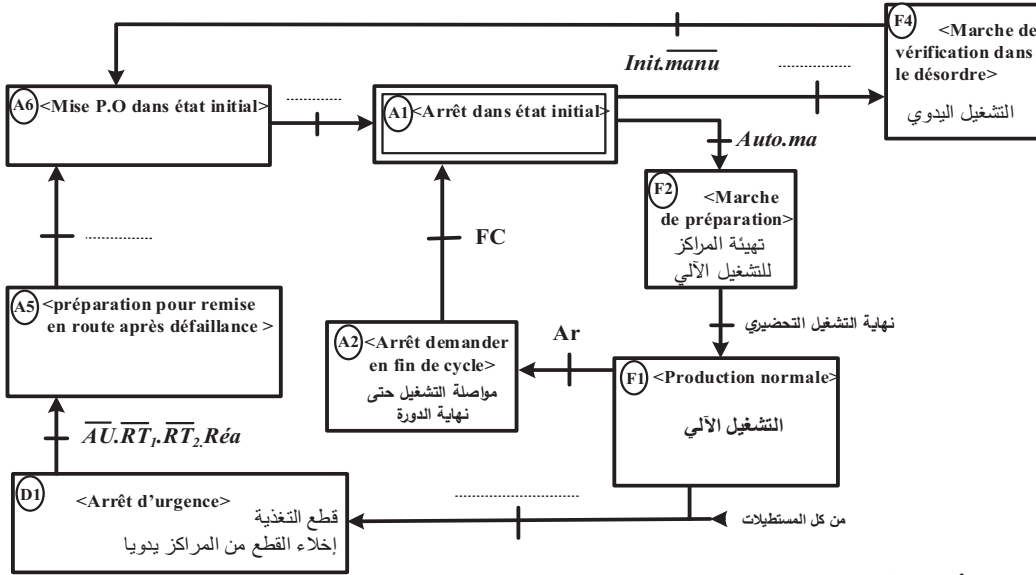 F4 <Marche de
vérification dans
le désordre>
التشغيل اليدوي
Init.manu
A6 <Mise P.O dans état initial>
..................
A1 <Arrêt dans état initial>
..................
Auto.ma
F2 <Marche
de préparation>
تهيئة المراكز
للتشغيل الآلي
FC
..................
A5 <préparation pour remise
en route après défaillance >
A2 <Arrêt demander
en fin de cycle>
مواصلة التشغيل حتى
نهاية الدورة
Ar
نهاية التشغيل التحضيري
F1 <Production normale>
التشغيل الآلي
A̅U̅.R̅T̅₁.R̅T̅₂.Réa
D1 <Arrêt d’urgence>
قطع التغذية
إخلاء القطع من المراكز يدويا
..................
من كل المستطيلات